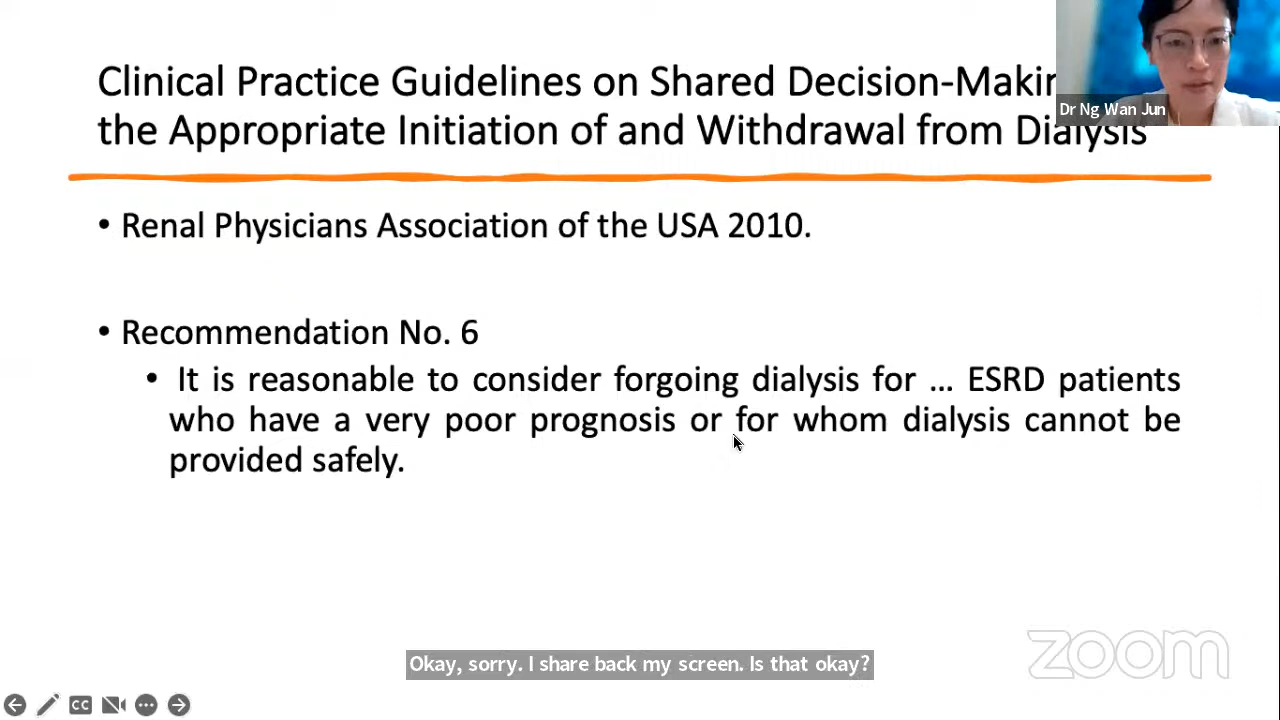 Clinical Practice Guidelines on Shared Decision-Makin
the Appropriate Initiation of and Withdrawal from Dialysis
Dr Ng Wan Jun
• Renal Physicians Association of the USA 2010.
• Recommendation No. 6
• It is reasonable to consider forgoing dialysis for ... ESRD patients
who have a very poor prognosis or for whom dialysis cannot be
provided safely.
zoom
Okay, sorry. I share back my screen. Is that okay?
CC